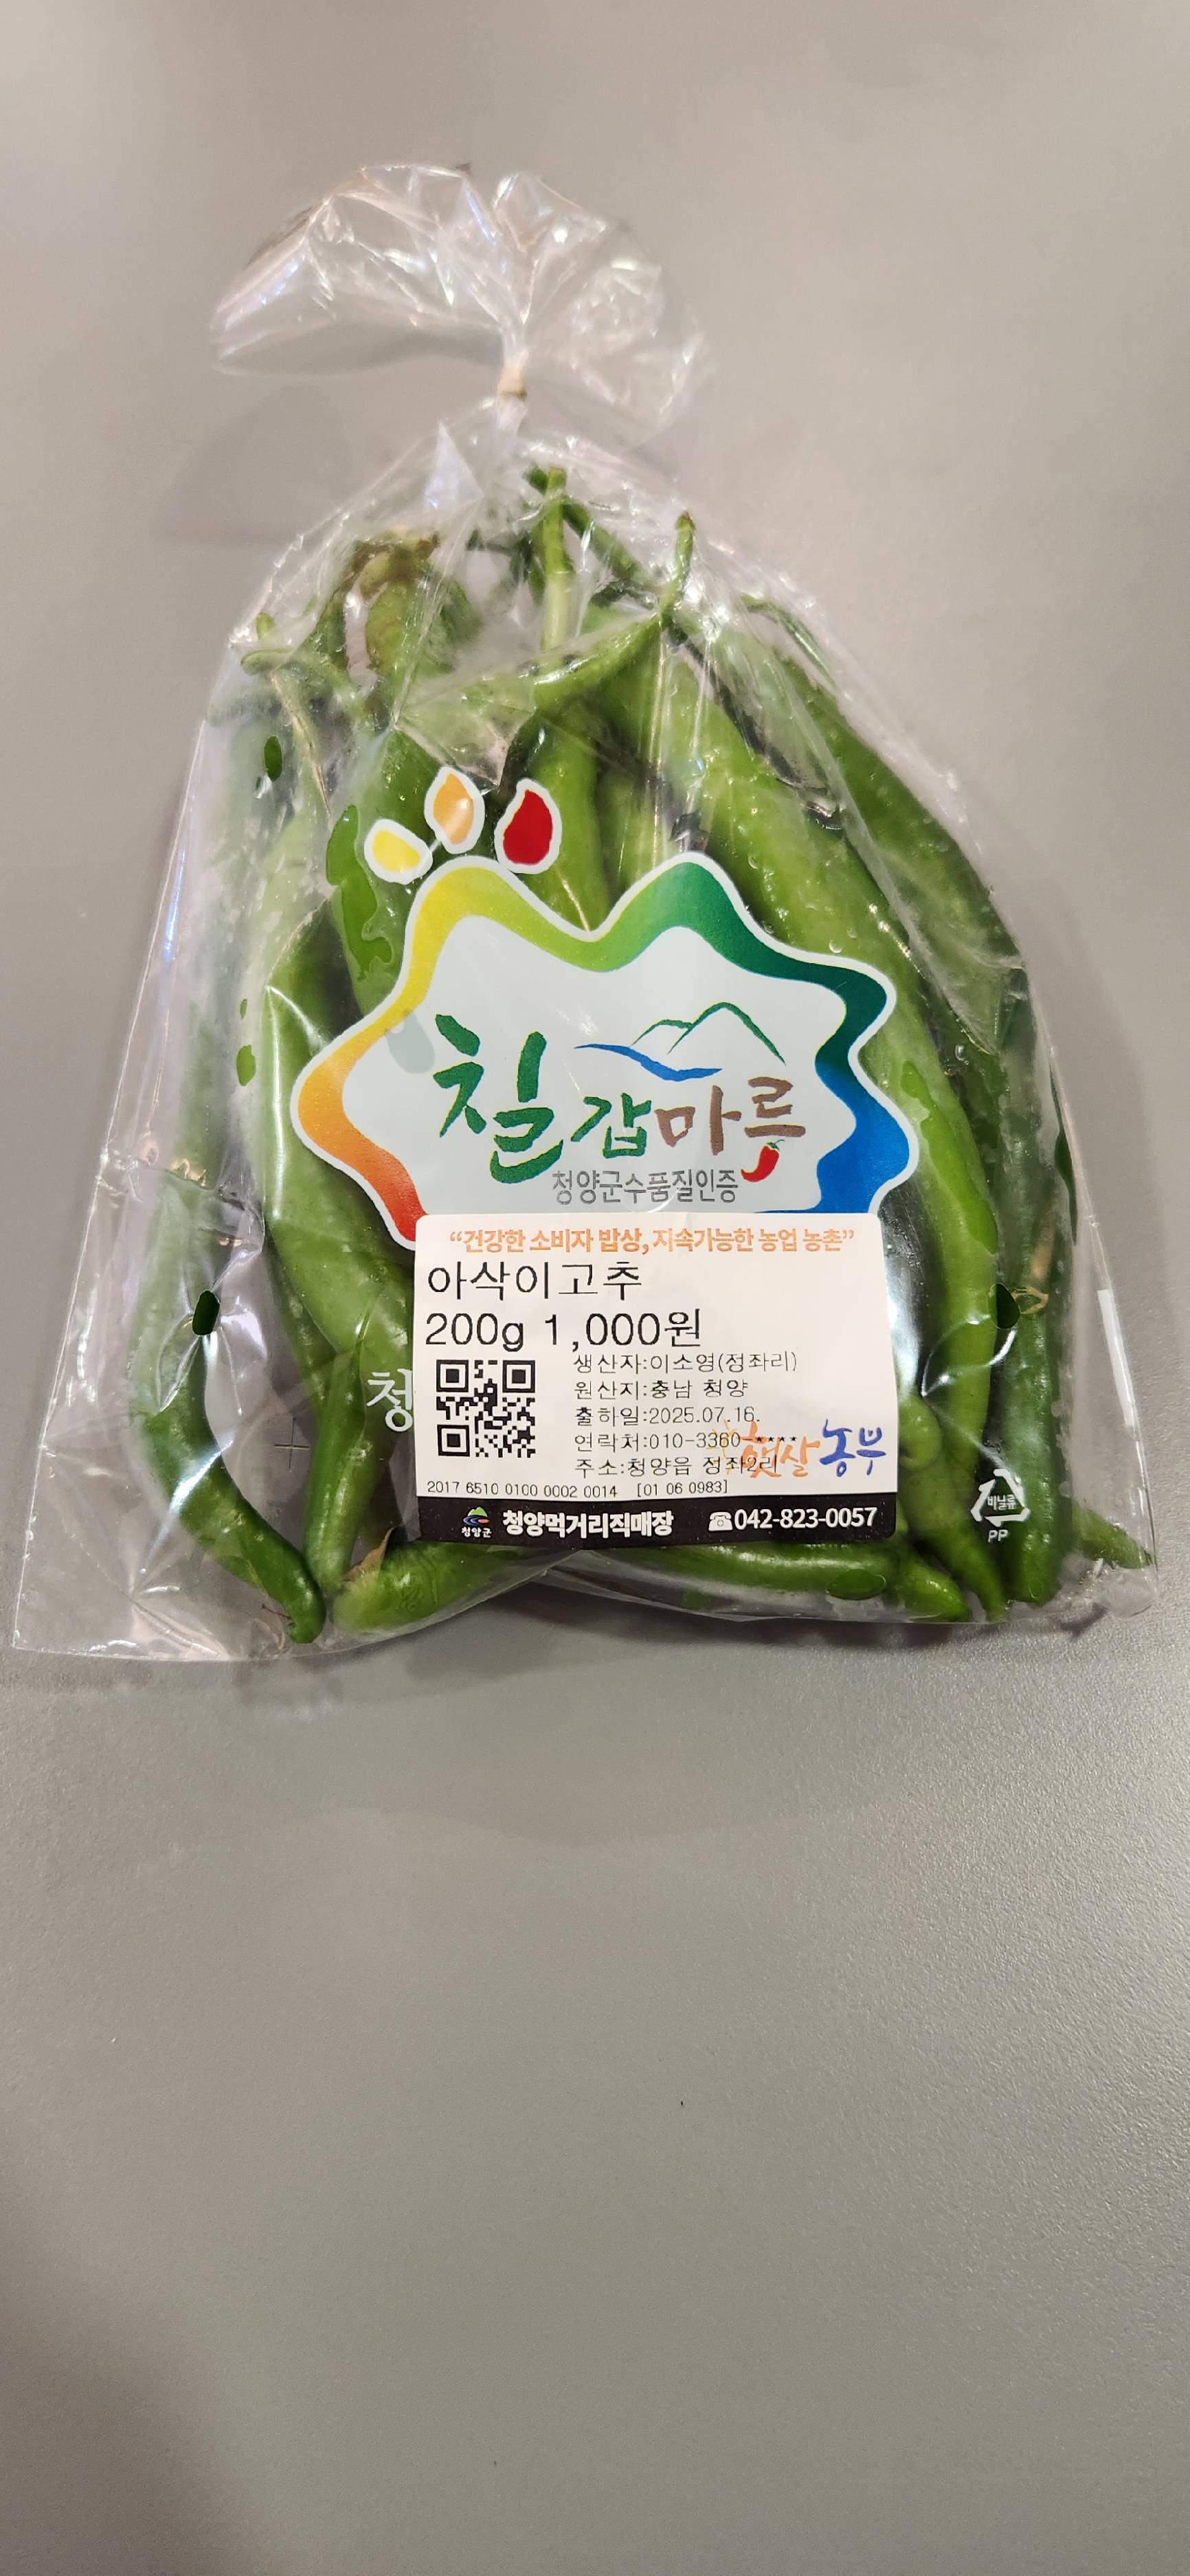 칠갑마루
청양군수품질인증
“건강한 소비자 밥상, 지속가능한 농업 농촌”
아삭이고추
200g 1,000원
생산자:이소영(정좌리)
원산지:충남 청양
출하일:2025.07.16.
연락처:010-3360-****
주소:청양읍 정좌2리
햇살농부
2017 6510 0100 0002 0014 [01 06 0983]
청양군 청양먹거리직매장 ☎042-823-0057
청
비닐류
PP